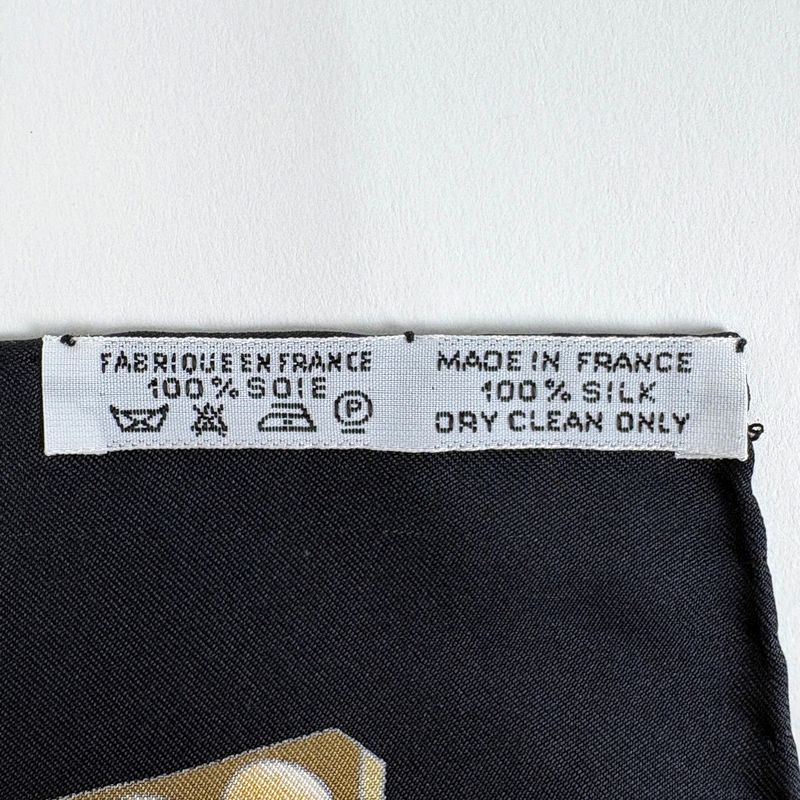 FABRIQUE EN FRANCE
100% SOIE
P
MADE IN FRANCE
100% SILK
DRY CLEAN ONLY